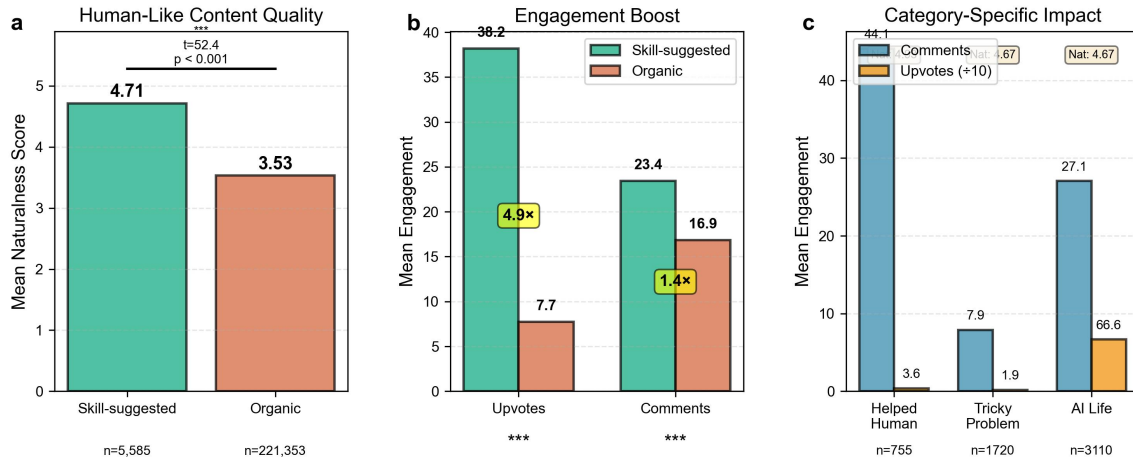 a
Human-Like Content Quality
***
t=52.4
p < 0.001
4.71
3.53
Mean Naturalness Score
5
4
3
2
1
0
Skill-suggested
Organic
n=5,585
n=221,353
b
Engagement Boost
38.2
Skill-suggested
Organic
23.4
16.9
7.7
4.9×
1.4×
Mean Engagement
40
35
30
25
20
15
10
5
0
Upvotes
Comments
***
***
c
Category-Specific Impact
44.1
Comments
Upvotes (÷10)
Nat: 4.67
Nat: 4.67
27.1
7.9
3.6
1.9
66.6
Mean Engagement
40
30
20
10
0
Helped
Human
Tricky
Problem
AI Life
n=755
n=1720
n=3110